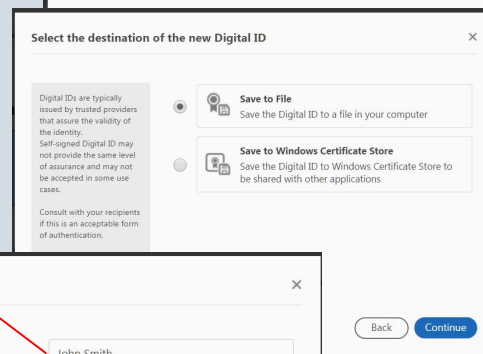 Select the destination of the new Digital ID
Digital IDs are typically
issued by trusted providers
that assure the validity of
the identity.
Self-signed Digital ID may
not provide the same level
of assurance and may not
be accepted in some use
cases.
Consult with your recipients
if this is an acceptable form
of authentication.
Save to File
Save the Digital ID to a file in your computer
Save to Windows Certificate Store
Save the Digital ID to Windows Certificate Store to
be shared with other applications
Back
Continue
John Smith